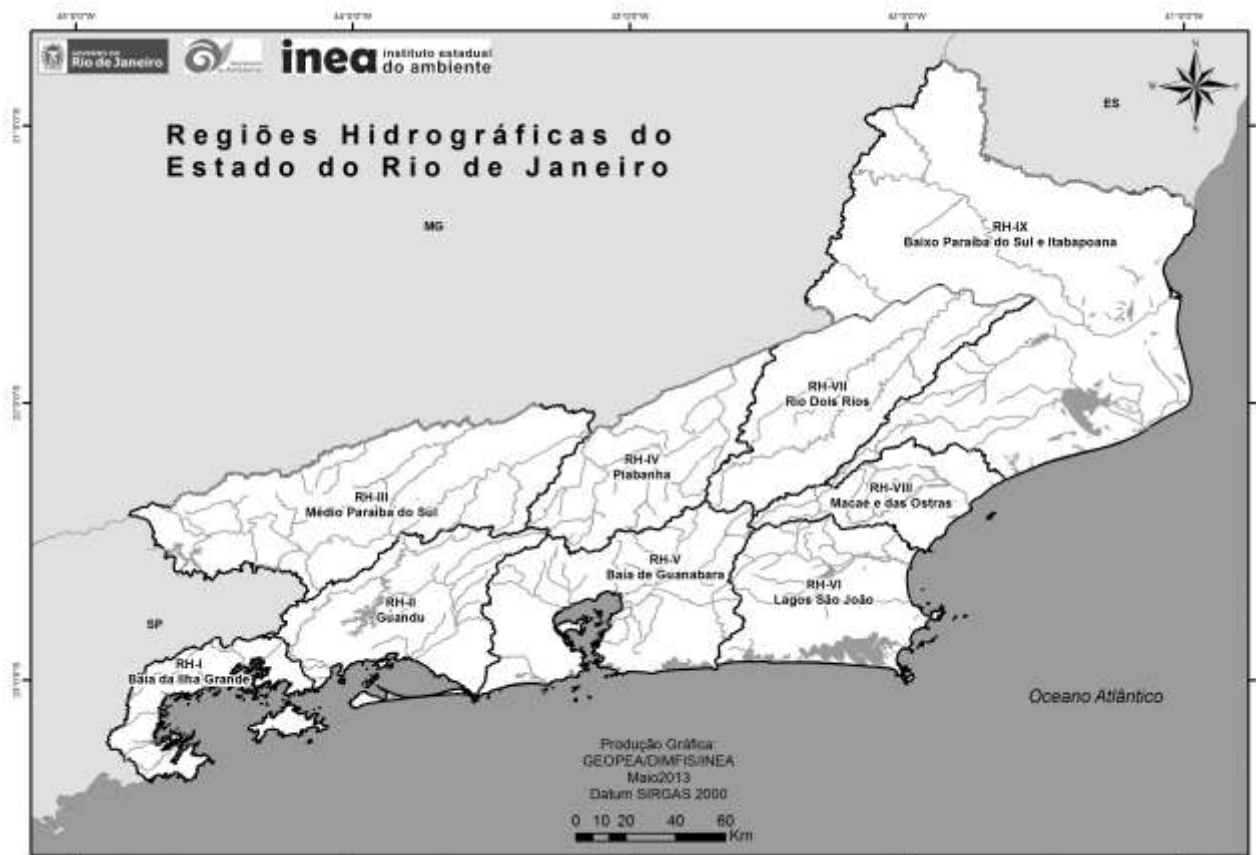 GOVERNO DO
Rio de Janeiro
inea instituto estadual
do ambiente
Regiões Hidrográficas do
Estado do Rio de Janeiro
N
W
E
S
ES
MG
SP
RH-IX
Baixo Paraíba do Sul e Itabapoana
RH-VII
Rio Dois Rios
RH-IV
Piabanha
RH-VIII
Macaé e das Ostras
RH-III
Médio Paraíba do Sul
RH-V
Baía de Guanabara
RH-VI
Lagos São João
RH-II
Guandu
RH-I
Baía da Ilha Grande
Oceano Atlântico
Produção Gráfica:
GEOPEA/DIMFIS/INEA
Maio2013
Datum SIRGAS 2000
0 10 20 40 60
Km